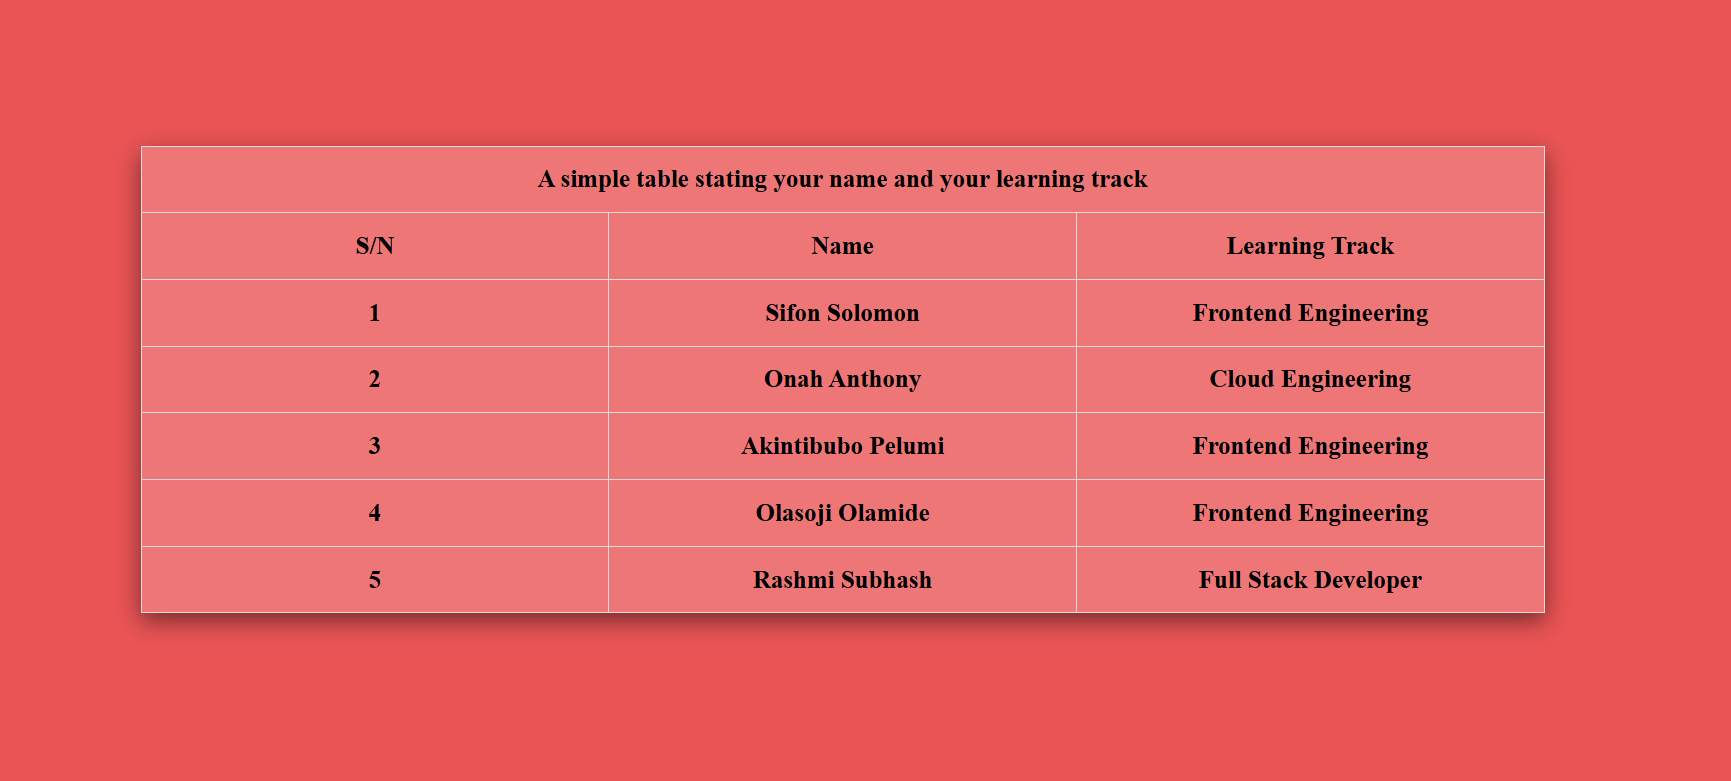 A simple table stating your name and your learning track
S/N Name Learning Track
1 Sifon Solomon Frontend Engineering
2 Onah Anthony Cloud Engineering
3 Akintibubo Pelumi Frontend Engineering
4 Olasoji Olamide Frontend Engineering
5 Rashmi Subhash Full Stack Developer